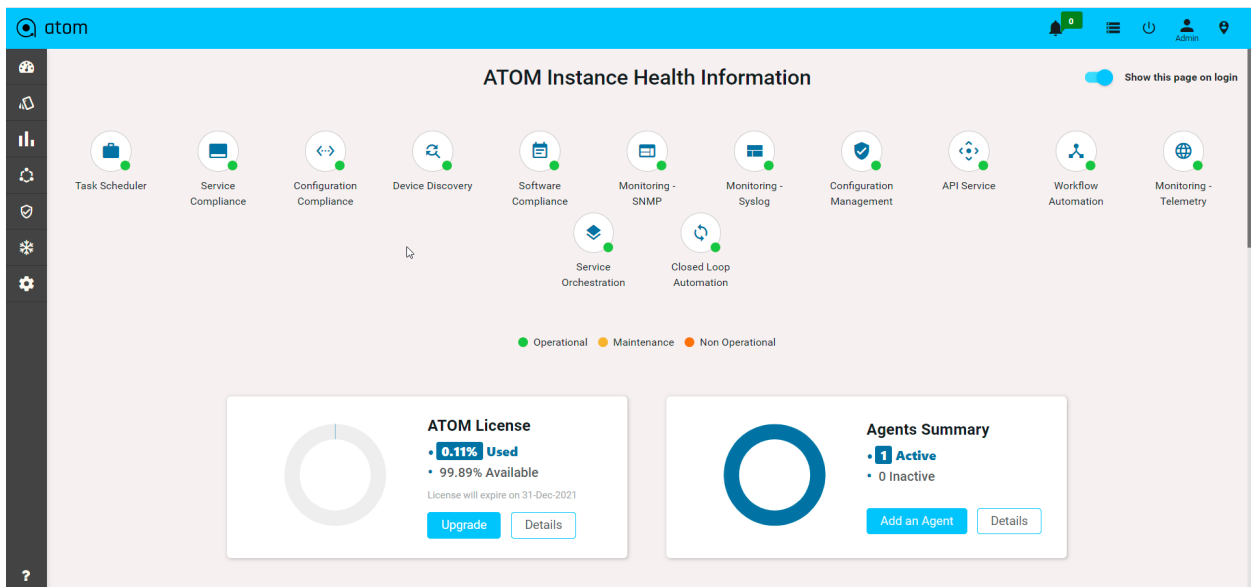 atom
0
Admin
ATOM Instance Health Information
Show this page on login
Task Scheduler
Service
Compliance
Configuration
Compliance
Device Discovery
Software
Compliance
Monitoring -
SNMP
Monitoring -
Syslog
Configuration
Management
API Service
Workflow
Automation
Monitoring -
Telemetry
Service
Orchestration
Closed Loop
Automation
Operational
Maintenance
Non Operational
ATOM License
• 0.11% Used
• 99.89% Available
License will expire on 31-Dec-2021
Upgrade
Details
Agents Summary
• 1 Active
• 0 Inactive
Add an Agent
Details
?